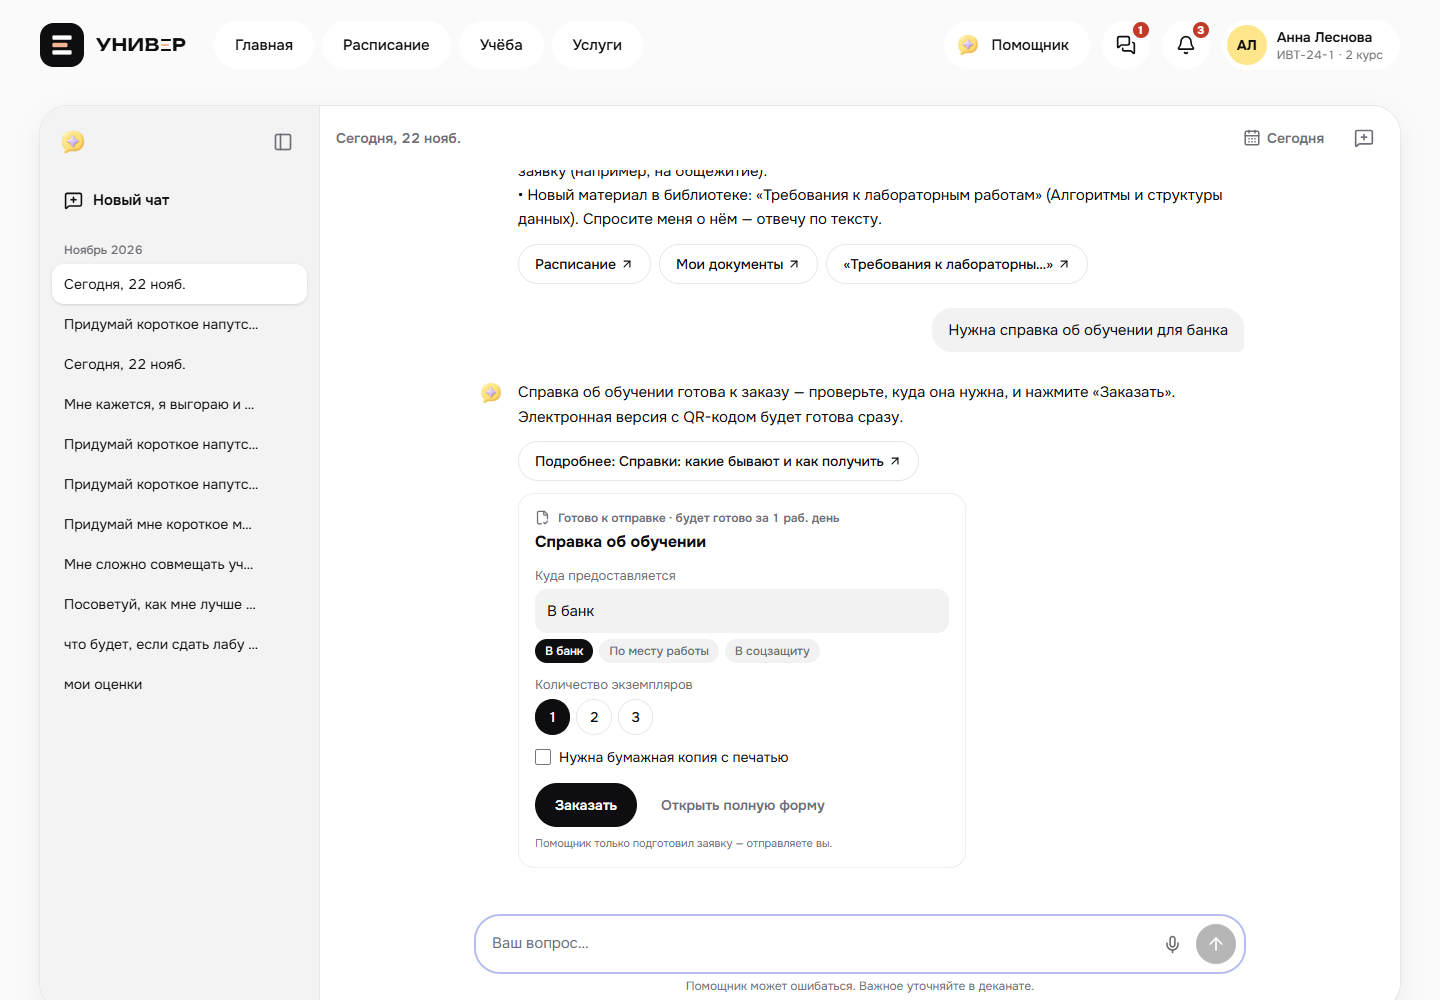 УНИВЕР
Главная
Расписание
Учёба
Услуги
Помощник
1
3
АЛ
Анна Леснова
ИВТ-24-1 · 2 курс
Новый чат
Ноябрь 2026
Сегодня, 22 нояб.
Придумай короткое напутс...
Сегодня, 22 нояб.
Мне кажется, я выгораю и ...
Придумай короткое напутс...
Придумай короткое напутс...
Придумай мне короткое м...
Мне сложно совмещать уч...
Посоветуй, как мне лучше ...
что будет, если сдать лабу ...
мои оценки
Сегодня, 22 нояб.
Сегодня
заявку (например, на общежитие).
• Новый материал в библиотеке: «Требования к лабораторным работам» (Алгоритмы и структуры
данных). Спросите меня о нём — отвечу по тексту.
Расписание
Мои документы
«Требования к лабораторны...»
Нужна справка об обучении для банка
Справка об обучении готова к заказу — проверьте, куда она нужна, и нажмите «Заказать».
Электронная версия с QR-кодом будет готова сразу.
Подробнее: Справки: какие бывают и как получить
Готово к отправке · будет готово за 1 раб. день
Справка об обучении
Куда предоставляется
В банк
В банк
По месту работы
В соцзащиту
Количество экземпляров
1
2
3
Нужна бумажная копия с печатью
Заказать
Открыть полную форму
Помощник только подготовил заявку — отправляете вы.
Ваш вопрос...
Помощник может ошибаться. Важное уточняйте в деканате.